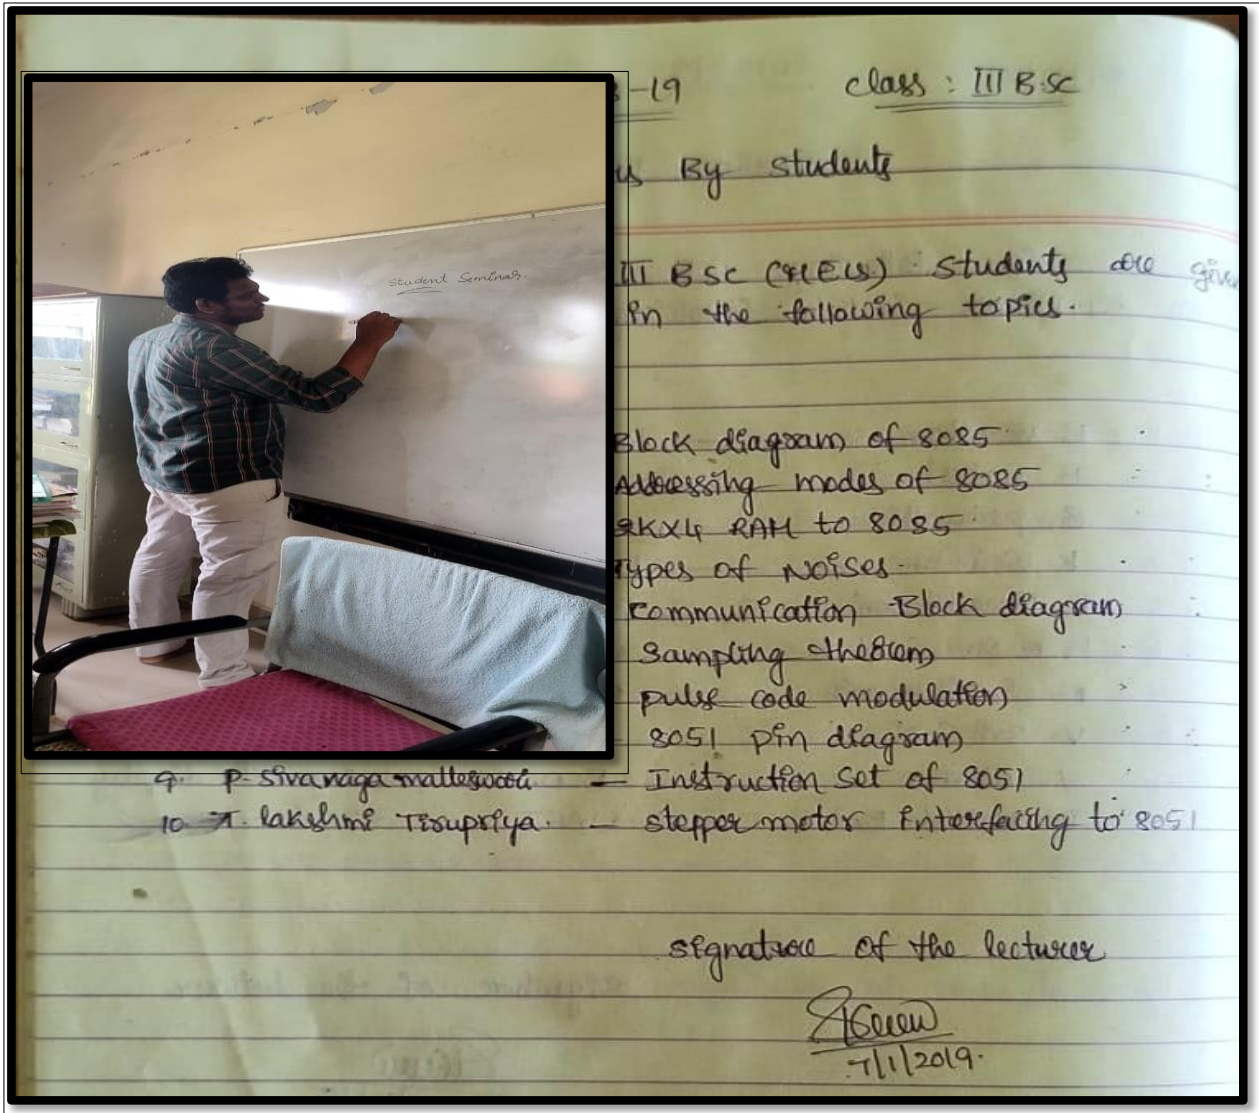 -19 class : III B.Sc
By students
III BSc (MECS) students are given
in the following topics.
Block diagram of 8085
Addressing modes of 8085
RAM to 8085
Types of Noises.
communication Block diagram
Sampling theorem
pulse code modulation
8051 pin diagram
9. P. Sivanaga malleswari — Instruction Set of 8051
10 T. lakshmi Tirupriya. — stepper motor interfacing to 8051
signature of the lecturer
7/1/2019.
Student Seminar